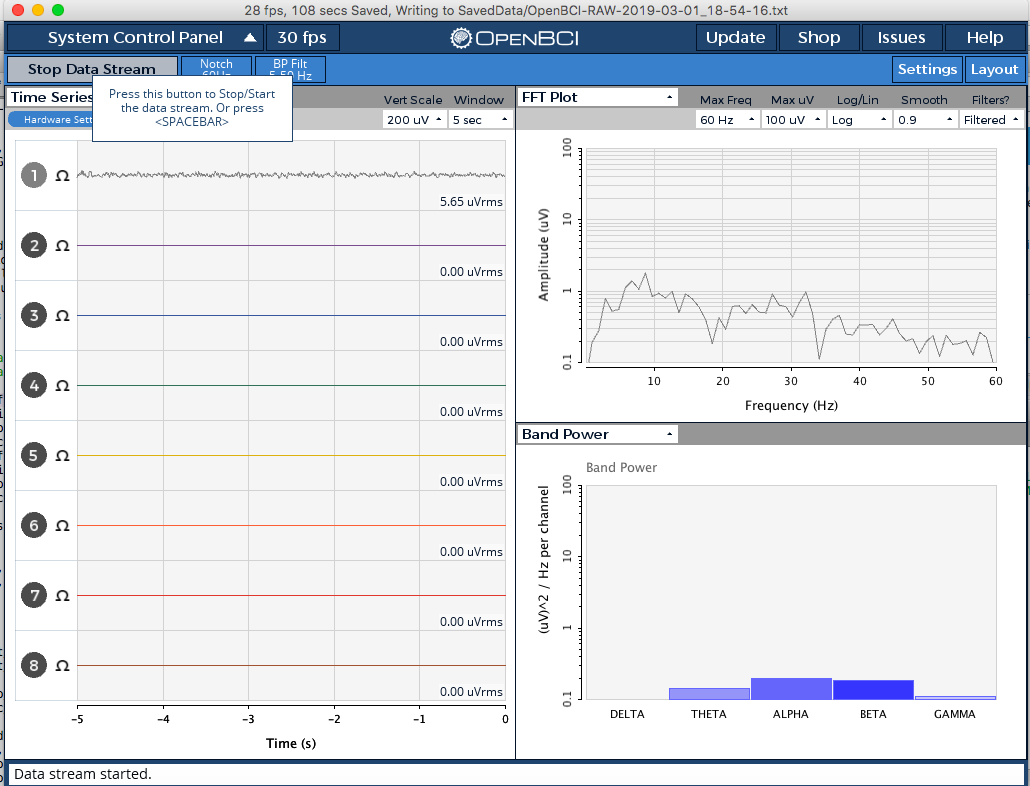 28 fps, 108 secs Saved, Writing to SavedData/OpenBCI-RAW-2019-03-01_18-54-16.txt
System Control Panel
30 fps
OPENBCI
Update
Shop
Issues
Help
Stop Data Stream
Notch
60Hz
BP Filt
5-50 Hz
Settings
Layout
Press this button to Stop/Start
the data stream. Or press
<SPACEBAR>
Time Series
Vert Scale
Window
Hardware Sett
200 uV
5 sec
1 Ω
5.65 uVrms
2 Ω
0.00 uVrms
3 Ω
0.00 uVrms
4 Ω
0.00 uVrms
5 Ω
0.00 uVrms
6 Ω
0.00 uVrms
7 Ω
0.00 uVrms
8 Ω
0.00 uVrms
-5 -4 -3 -2 -1 0
Time (s)
FFT Plot
Max Freq
Max uV
Log/Lin
Smooth
Filters?
60 Hz
100 uV
Log
0.9
Filtered
100
10
1
0.1
Amplitude (uV)
10 20 30 40 50 60
Frequency (Hz)
Band Power
Band Power
100
10
1
0.1
(uV)^2 / Hz per channel
DELTA THETA ALPHA BETA GAMMA
Data stream started.